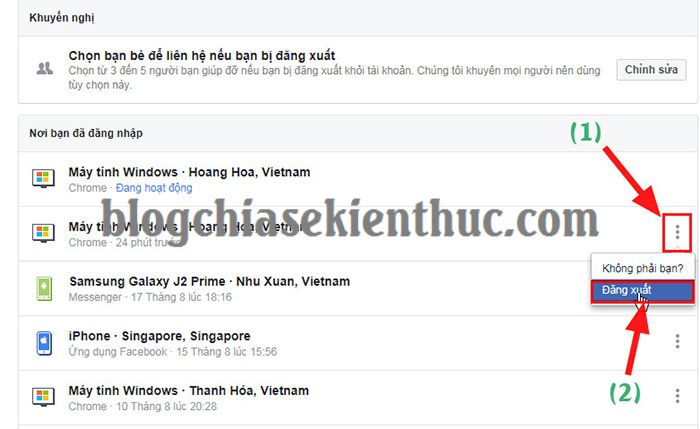 Khuyến nghị
Chọn bạn bè để liên hệ nếu bạn bị đăng xuất
Chọn từ 3 đến 5 người bạn giúp đỡ nếu bạn bị đăng xuất khỏi tài khoản. Chúng tôi khuyên mọi người nên dùng
tùy chọn này.
Chỉnh sửa
Nơi bạn đã đăng nhập
(1)
Máy tính Windows · Hoang Hoa, Vietnam
Chrome · Đang hoạt động
Máy tính Windows · Hoang Hoa, Vietnam
Chrome · 24 phút trước
blogchiasekienthuc.com
Không phải bạn?
Đăng xuất
Samsung Galaxy J2 Prime · Nhu Xuan, Vietnam
Messenger · 17 Tháng 8 lúc 18:16
iPhone · Singapore, Singapore
Ứng dụng Facebook · 15 Tháng 8 lúc 15:56
(2)
Máy tính Windows · Thanh Hóa, Vietnam
Chrome · 10 Tháng 8 lúc 20:28